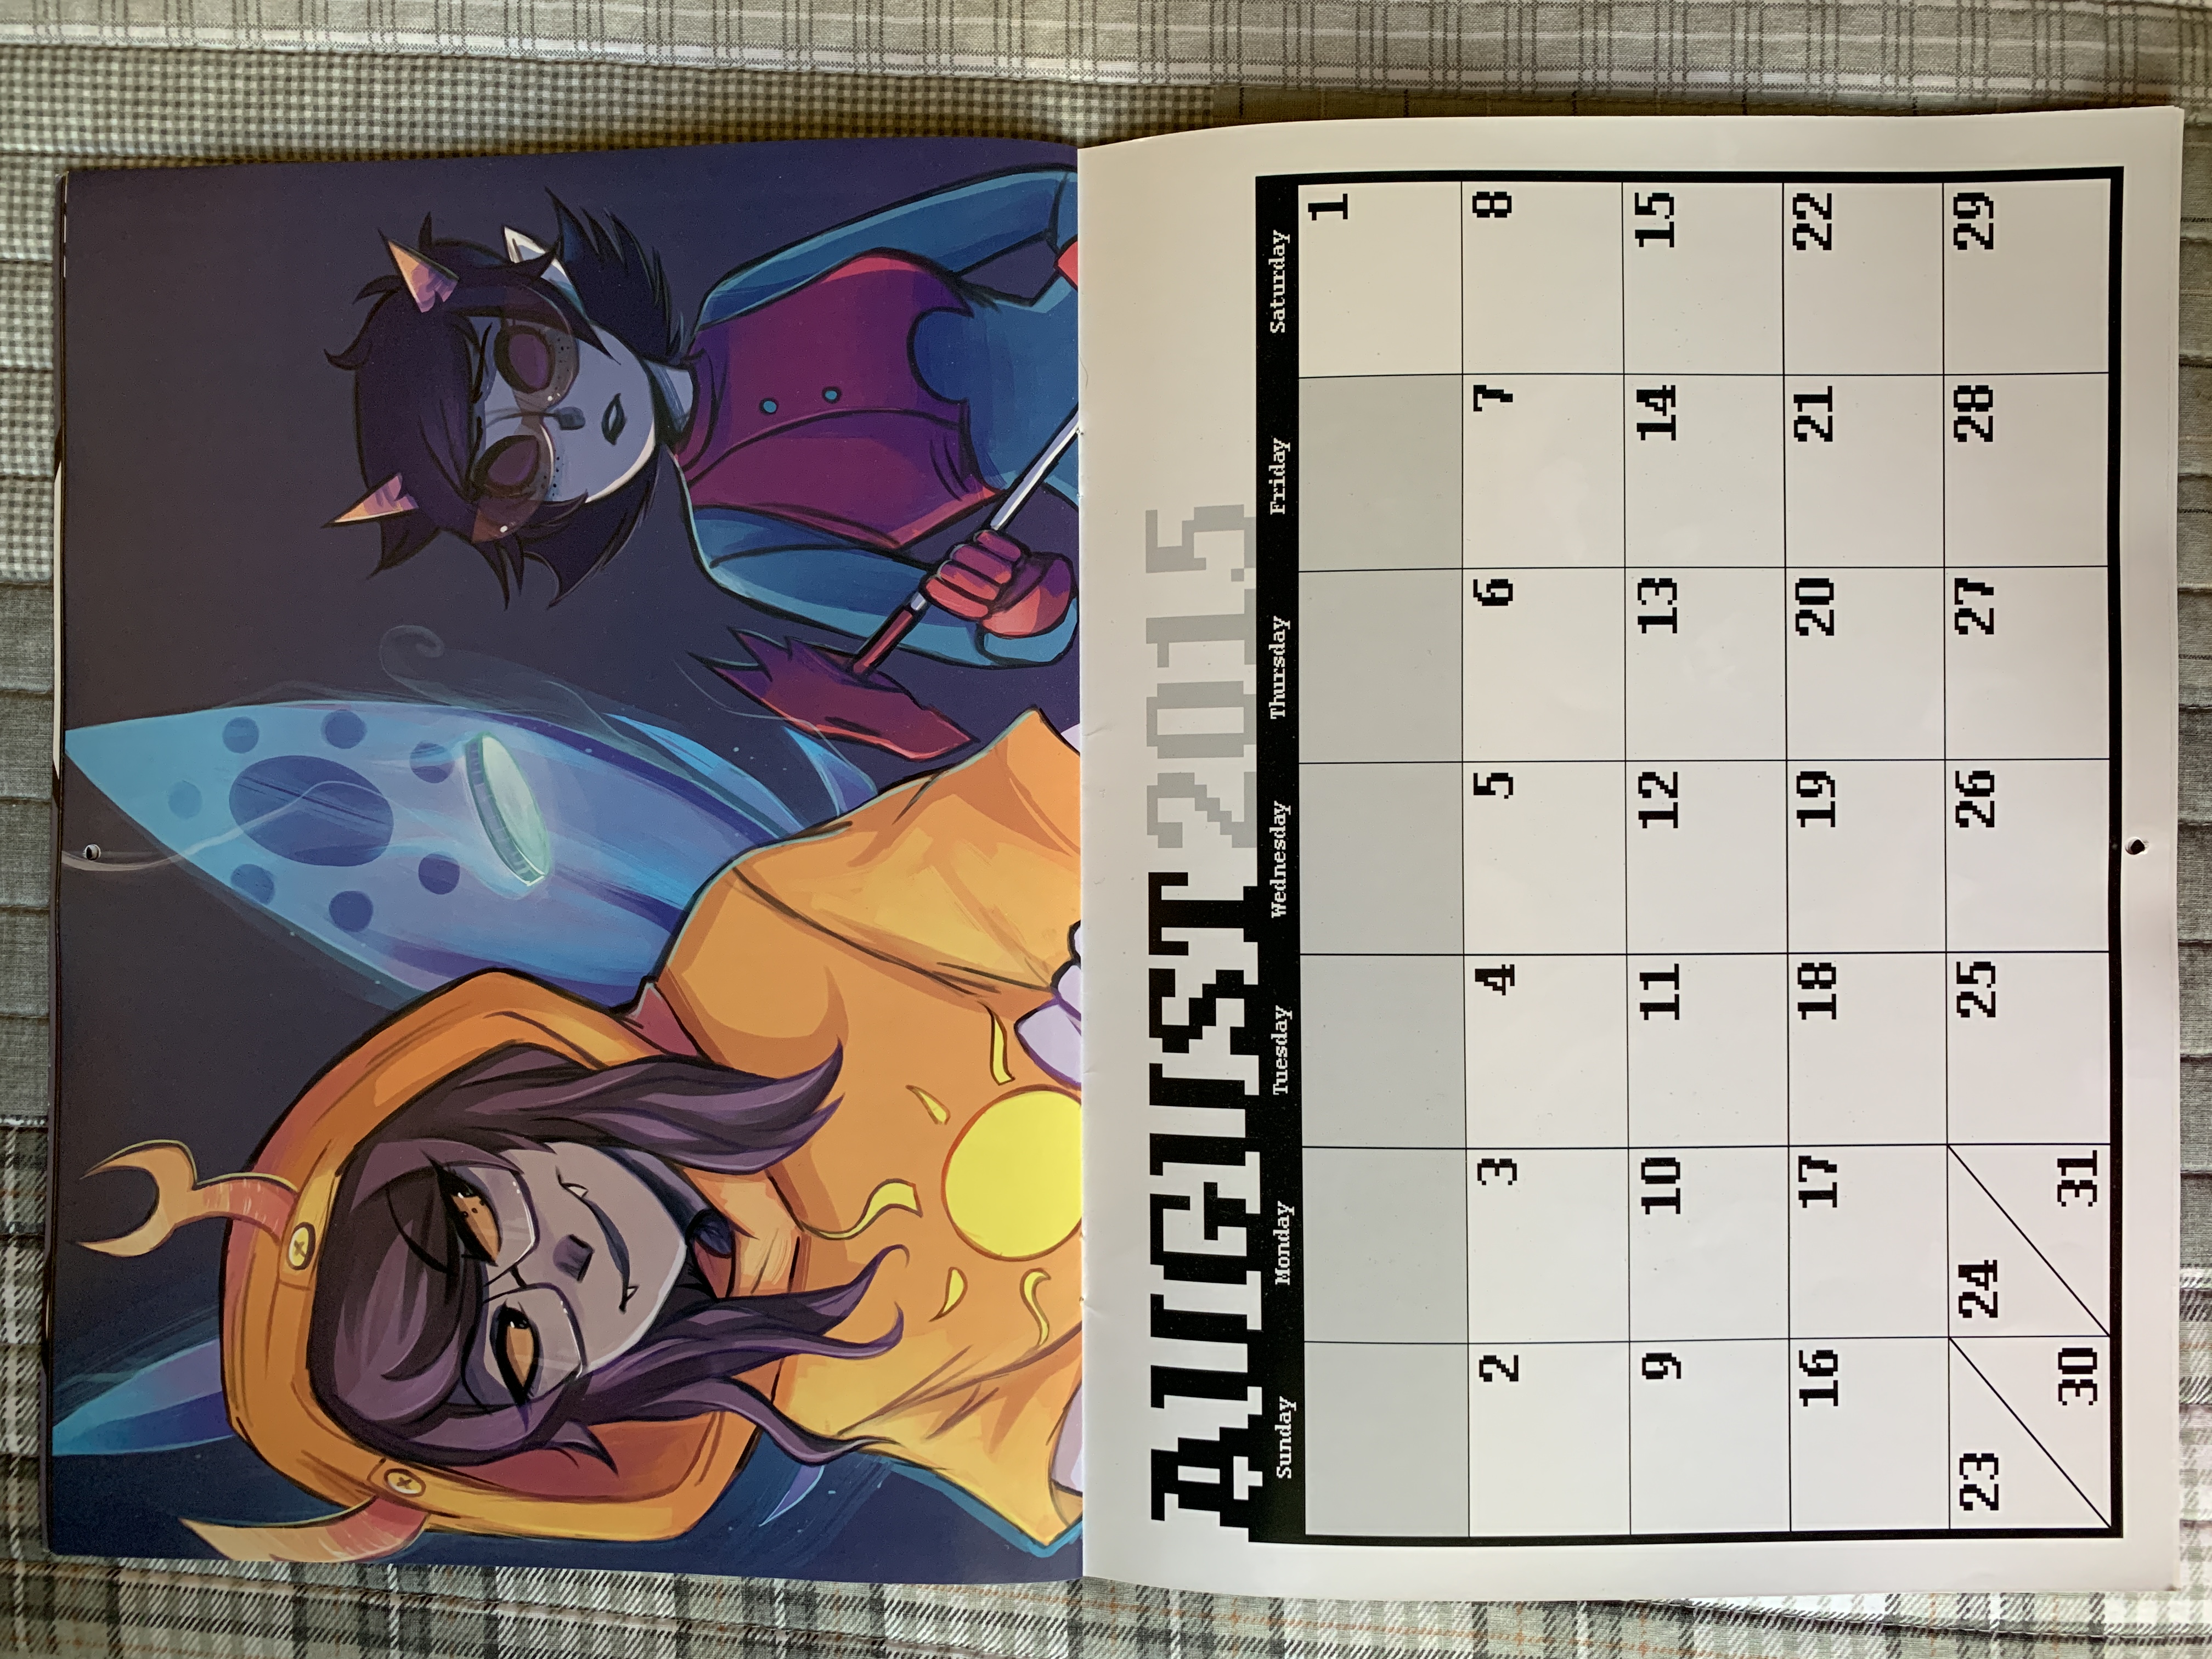 AUGUST 2015
Sunday Monday Tuesday Wednesday Thursday Friday Saturday
1
2 3 4 5 6 7 8
9 10 11 12 13 14 15
16 17 18 19 20 21 22
23 24 25 26 27 28 29
30 31